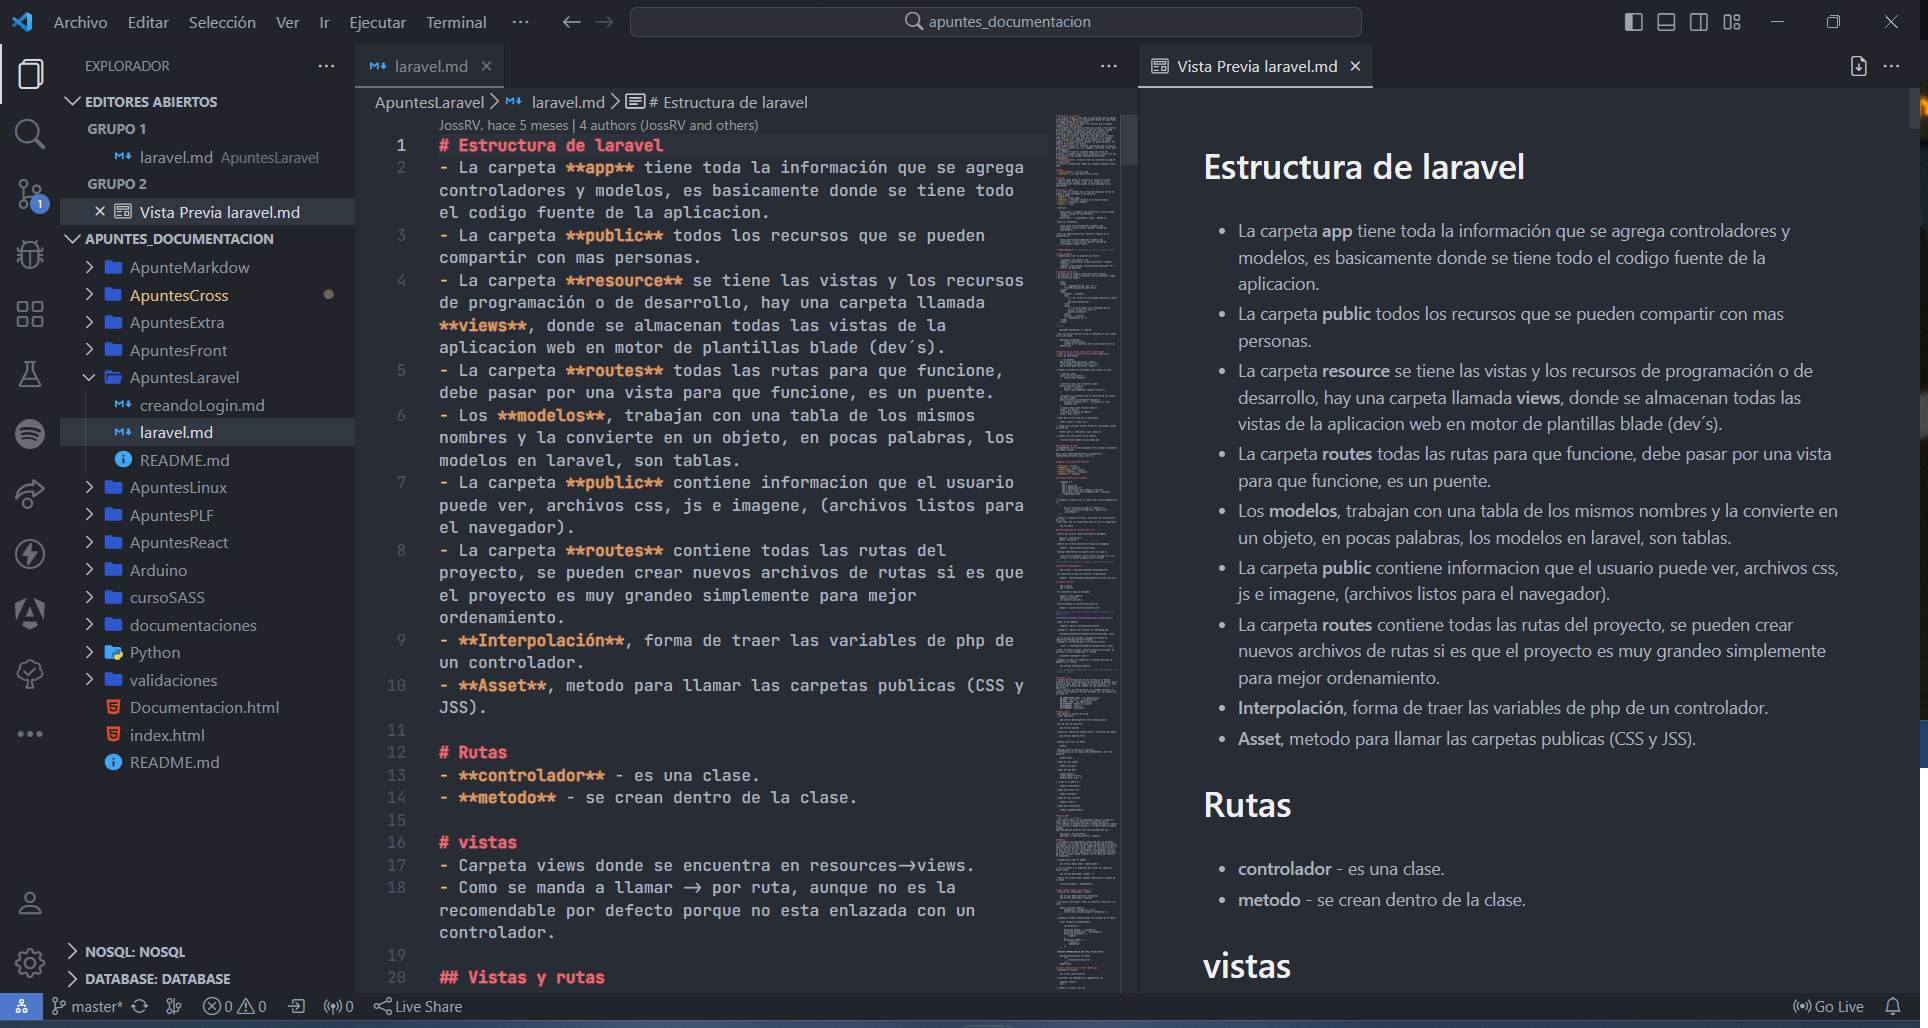 Archivo Editar Selección Ver Ir Ejecutar Terminal ··· apuntes_documentacion
EXPLORADOR ···
EDITORES ABIERTOS
GRUPO 1
laravel.md ApuntesLaravel
GRUPO 2
Vista Previa laravel.md
APUNTES_DOCUMENTACION
ApunteMarkdow
ApuntesCross
ApuntesExtra
ApuntesFront
ApuntesLaravel
creandoLogin.md
laravel.md
README.md
ApuntesLinux
ApuntesPLF
ApuntesReact
Arduino
cursoSASS
documentaciones
Python
validaciones
Documentacion.html
index.html
README.md
NOSQL: NOSQL
DATABASE: DATABASE
1
laravel.md
ApuntesLaravel > laravel.md > # Estructura de laravel
JossRV, hace 5 meses | 4 authors (JossRV and others)
1 # Estructura de laravel
2 - La carpeta **app** tiene toda la información que se agrega
controladores y modelos, es basicamente donde se tiene todo
el codigo fuente de la aplicacion.
3 - La carpeta **public** todos los recursos que se pueden
compartir con mas personas.
4 - La carpeta **resource** se tiene las vistas y los recursos
de programación o de desarrollo, hay una carpeta llamada
**views**, donde se almacenan todas las vistas de la
aplicacion web en motor de plantillas blade (dev´s).
5 - La carpeta **routes** todas las rutas para que funcione,
debe pasar por una vista para que funcione, es un puente.
6 - Los **modelos**, trabajan con una tabla de los mismos
nombres y la convierte en un objeto, en pocas palabras, los
modelos en laravel, son tablas.
7 - La carpeta **public** contiene informacion que el usuario
puede ver, archivos css, js e imagene, (archivos listos para
el navegador).
8 - La carpeta **routes** contiene todas las rutas del
proyecto, se pueden crear nuevos archivos de rutas si es que
el proyecto es muy grandeo simplemente para mejor
ordenamiento.
9 - **Interpolación**, forma de traer las variables de php de
un controlador.
10 - **Asset**, metodo para llamar las carpetas publicas (CSS y
JSS).
11
12 # Rutas
13 - **controlador** - es una clase.
14 - **metodo** - se crean dentro de la clase.
15
16 # vistas
17 - Carpeta views donde se encuentra en resources->views.
18 - Como se manda a llamar -> por ruta, aunque no es la
recomendable por defecto porque no esta enlazada con un
controlador.
19
20 ## Vistas y rutas
Vista Previa laravel.md
Estructura de laravel
• La carpeta app tiene toda la información que se agrega controladores y
modelos, es basicamente donde se tiene todo el codigo fuente de la
aplicacion.
• La carpeta public todos los recursos que se pueden compartir con mas
personas.
• La carpeta resource se tiene las vistas y los recursos de programación o de
desarrollo, hay una carpeta llamada views, donde se almacenan todas las
vistas de la aplicacion web en motor de plantillas blade (dev´s).
• La carpeta routes todas las rutas para que funcione, debe pasar por una vista
para que funcione, es un puente.
• Los modelos, trabajan con una tabla de los mismos nombres y la convierte en
un objeto, en pocas palabras, los modelos en laravel, son tablas.
• La carpeta public contiene informacion que el usuario puede ver, archivos css,
js e imagene, (archivos listos para el navegador).
• La carpeta routes contiene todas las rutas del proyecto, se pueden crear
nuevos archivos de rutas si es que el proyecto es muy grandeo simplemente
para mejor ordenamiento.
• Interpolación, forma de traer las variables de php de un controlador.
• Asset, metodo para llamar las carpetas publicas (CSS y JSS).
Rutas
• controlador - es una clase.
• metodo - se crean dentro de la clase.
vistas
master* 0 0 0 Live Share Go Live